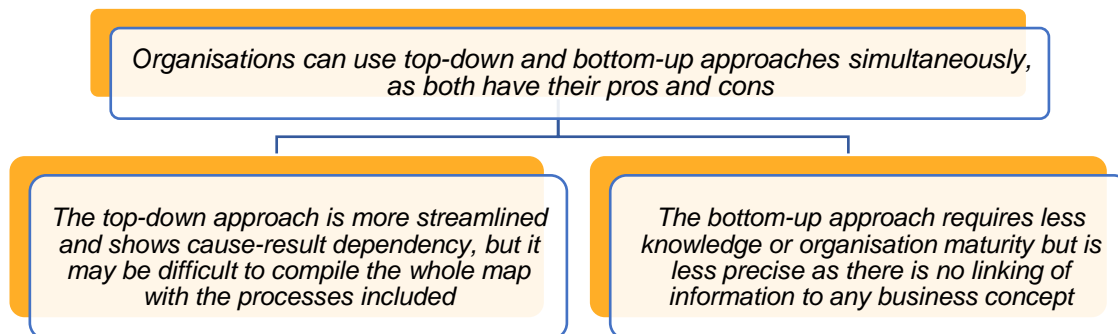 Organisations can use top-down and bottom-up approaches simultaneously,
as both have their pros and cons
The top-down approach is more streamlined
and shows cause-result dependency, but it
may be difficult to compile the whole map
with the processes included
The bottom-up approach requires less
knowledge or organisation maturity but is
less precise as there is no linking of
information to any business concept